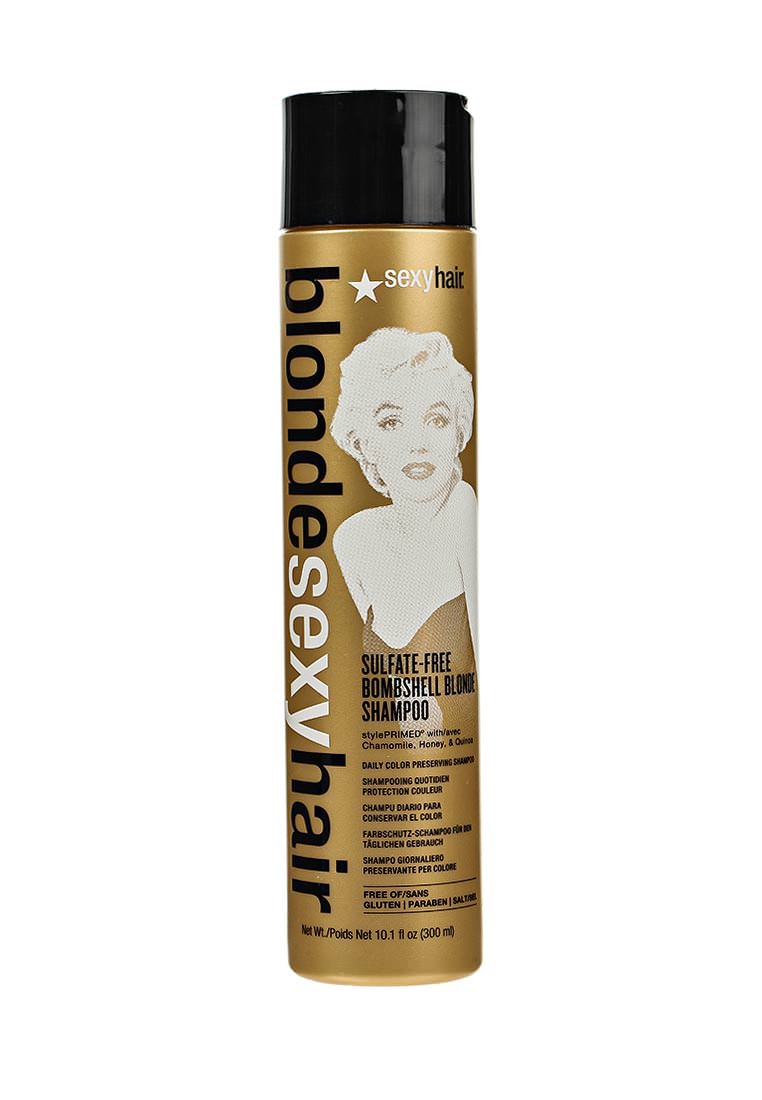 sexyhair.
blondesexyhair
SULFATE-FREE
BOMBSHELL BLONDE
SHAMPOO
stylePRIMED® with/avec
Chamomile, Honey, & Quinoa
DAILY COLOR PRESERVING SHAMPOO
SHAMPOOING QUOTIDIEN
PROTECTION COULEUR
CHAMPU DIARIO PARA
CONSERVAR EL COLOR
FARBSCHUTZ-SCHAMPOO FÜR DEN
TÄGLICHEN GEBRAUCH
SHAMPO GIORNALIERO
PRESERVANTE PER COLORE
FREE OF/SANS
GLUTEN | PARABEN | SALT/SEL
Net Wt./Poids Net 10.1 fl oz (300 ml)